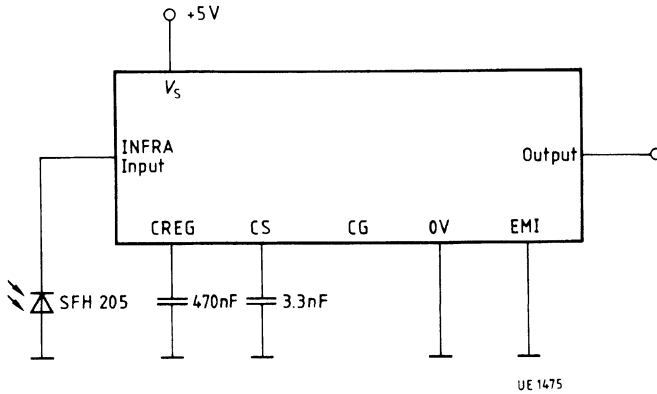 +5V
VS
INFRA
Input
Output
CREG CS CG 0V EMI
SFH 205 470nF 3.3nF
UE 1475